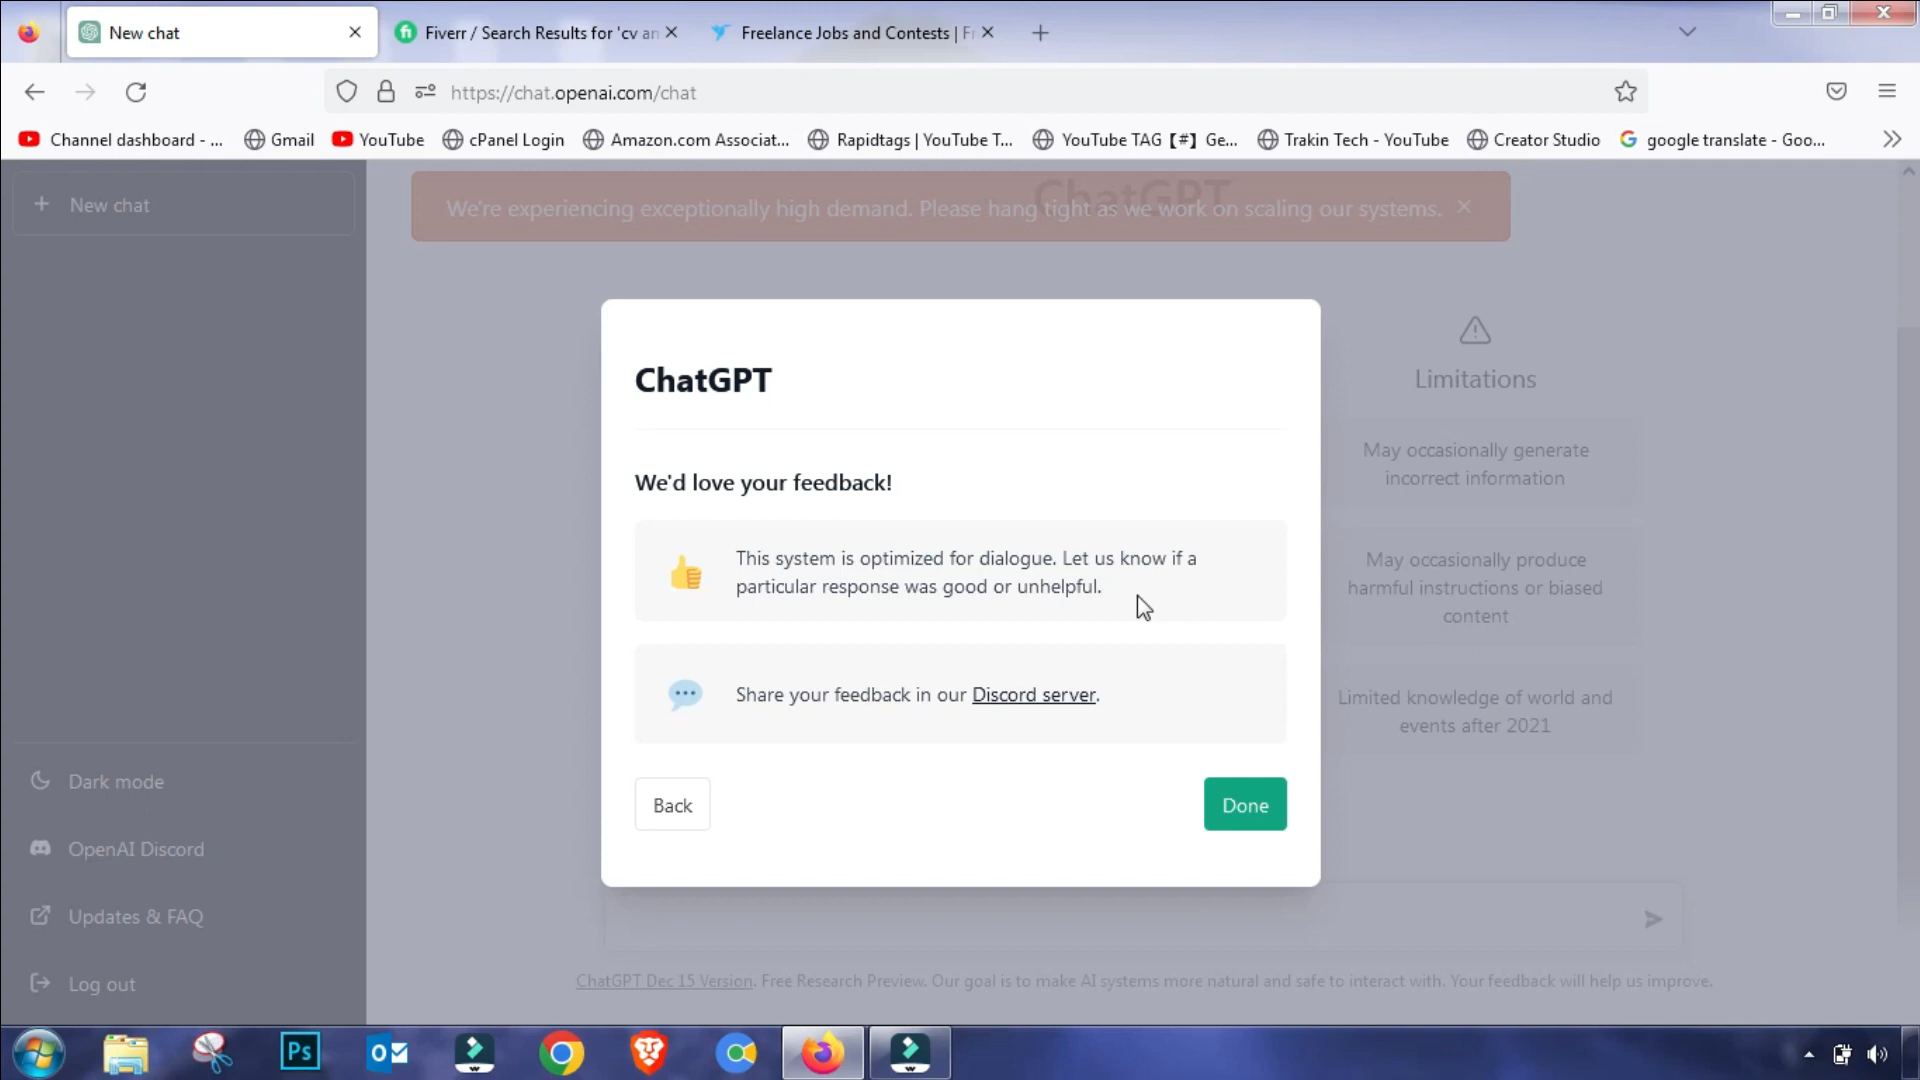 New chat
Fiverr / Search Results for 'cv an
Freelance Jobs and Contests | Fr
https://chat.openai.com/chat
Channel dashboard - ...
Gmail
YouTube
cPanel Login
Amazon.com Associat...
Rapidtags | YouTube T...
YouTube TAG【#】Ge...
Trakin Tech - YouTube
Creator Studio
google translate - Goo...
New chat
ChatGPT
We're experiencing exceptionally high demand. Please hang tight as we work on scaling our systems.
ChatGPT
We'd love your feedback!
This system is optimized for dialogue. Let us know if a
particular response was good or unhelpful.
Share your feedback in our Discord server.
Back
Done
Limitations
May occasionally generate
incorrect information
May occasionally produce
harmful instructions or biased
content
Limited knowledge of world and
events after 2021
Dark mode
OpenAI Discord
Updates & FAQ
Log out
ChatGPT Dec 15 Version. Free Research Preview. Our goal is to make AI systems more natural and safe to interact with. Your feedback will help us improve.
Ps